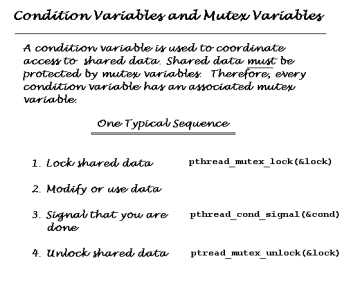 Condition Variables and Mutex Variables
A condition variable is used to coordinate
access to shared data. Shared data must be
protected by mutex variables. Therefore, every
condition variable has an associated mutex
variable.
One Typical Sequence
1. Lock shared data pthread_mutex_lock(&lock)
2. Modify or use data
3. Signal that you are pthread_cond_signal(&cond)
done
4. Unlock shared data ptread_mutex_unlock(&lock)